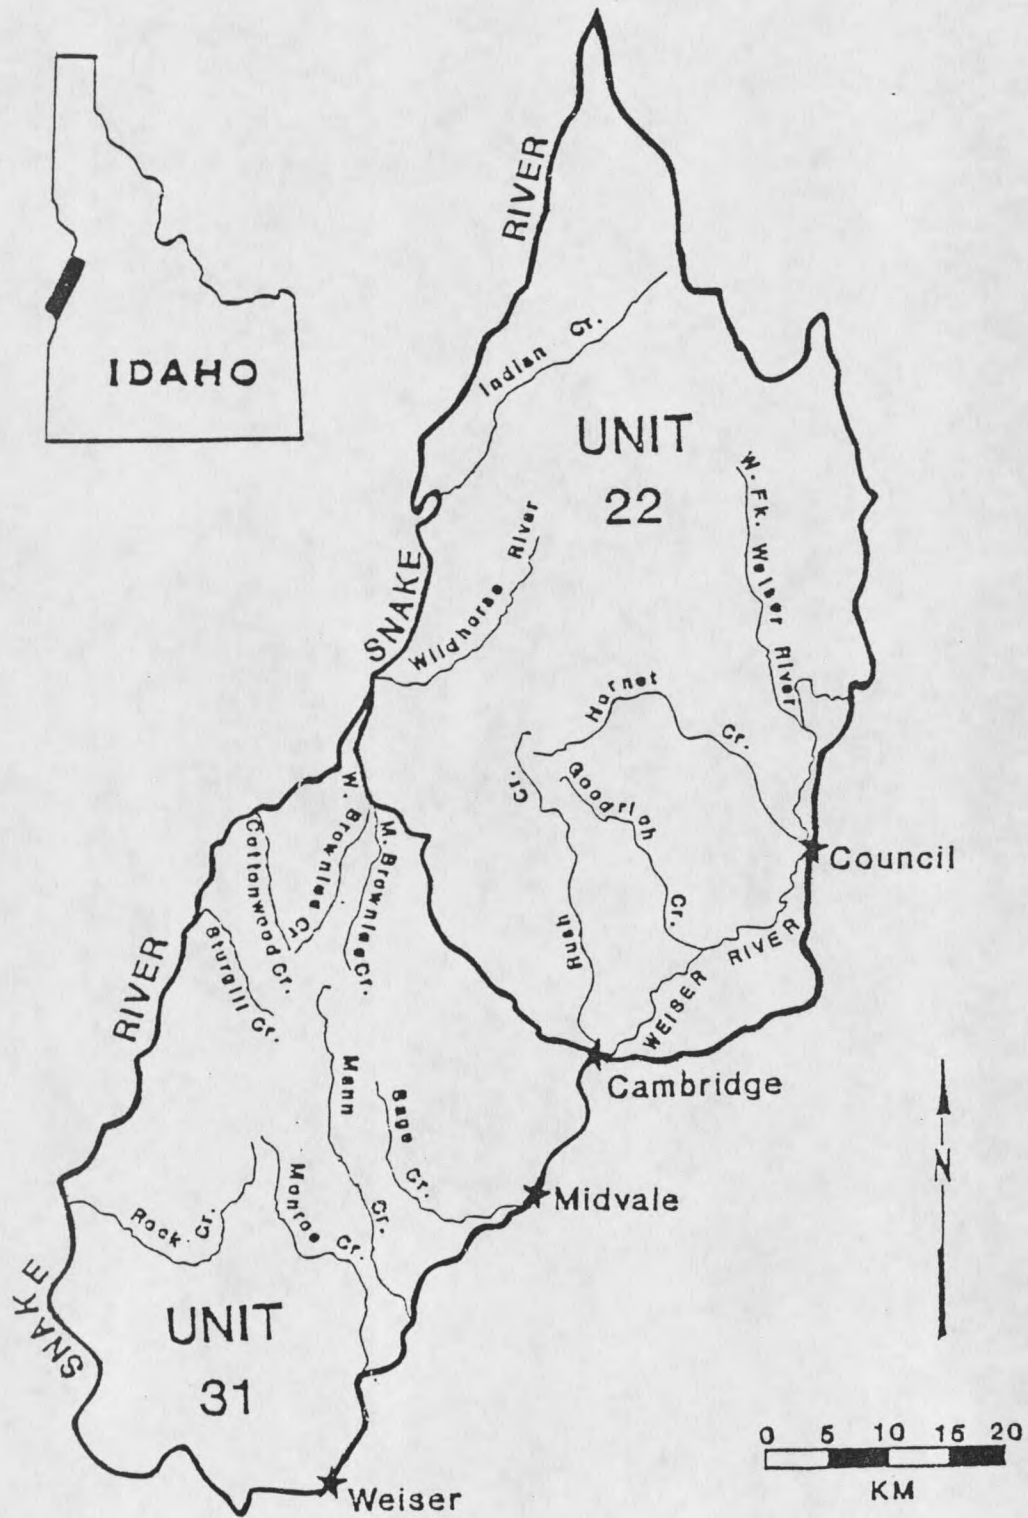 IDAHO
RIVER
SNAKE
Indian Cr.
UNIT
22
W. Fk. Weiser River
Wildhorse River
Hornet Cr.
Goodrich Cr.
Rush Cr.
Council
WEISER RIVER
W. Brownlee Cr
M. Brownlee Cr.
Cottonwood Cr.
Sturgill Cr.
RIVER
SNAKE
Mann Cr.
Sage Cr.
Cambridge
Midvale
Monroe Cr.
Rock Cr.
UNIT
31
Weiser
N
0 5 10 15 20
KM